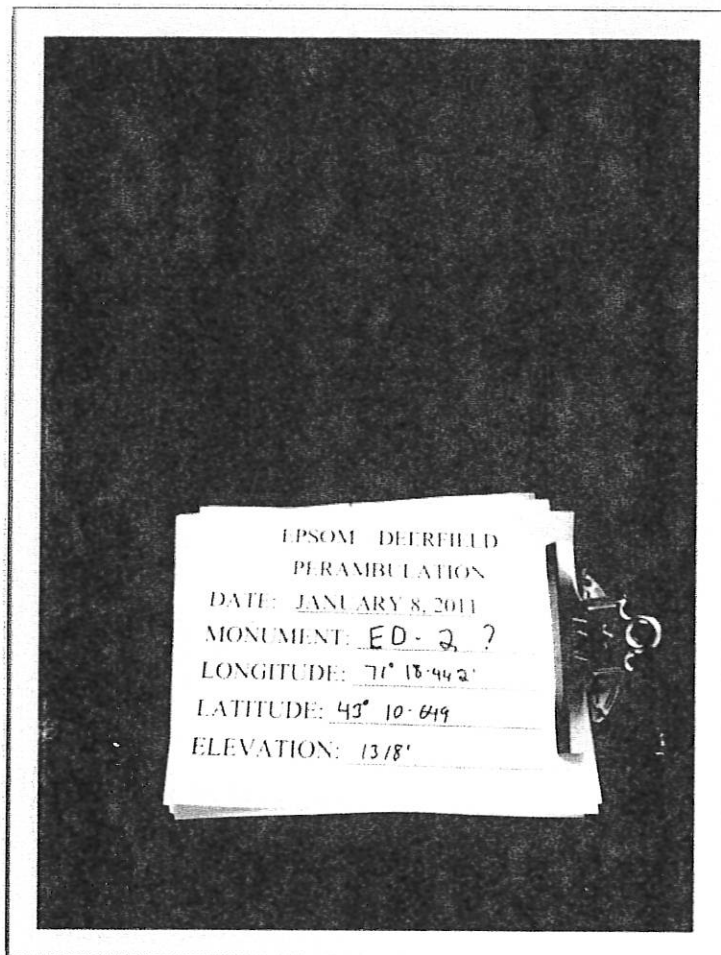 EPSOM DEERFIELD
PERAMBULATION
DATE: JANUARY 8, 2011
MONUMENT: ED-2 ?
LONGITUDE: 71° 18.442'
LATITUDE: 43° 10.649
ELEVATION: 1318'